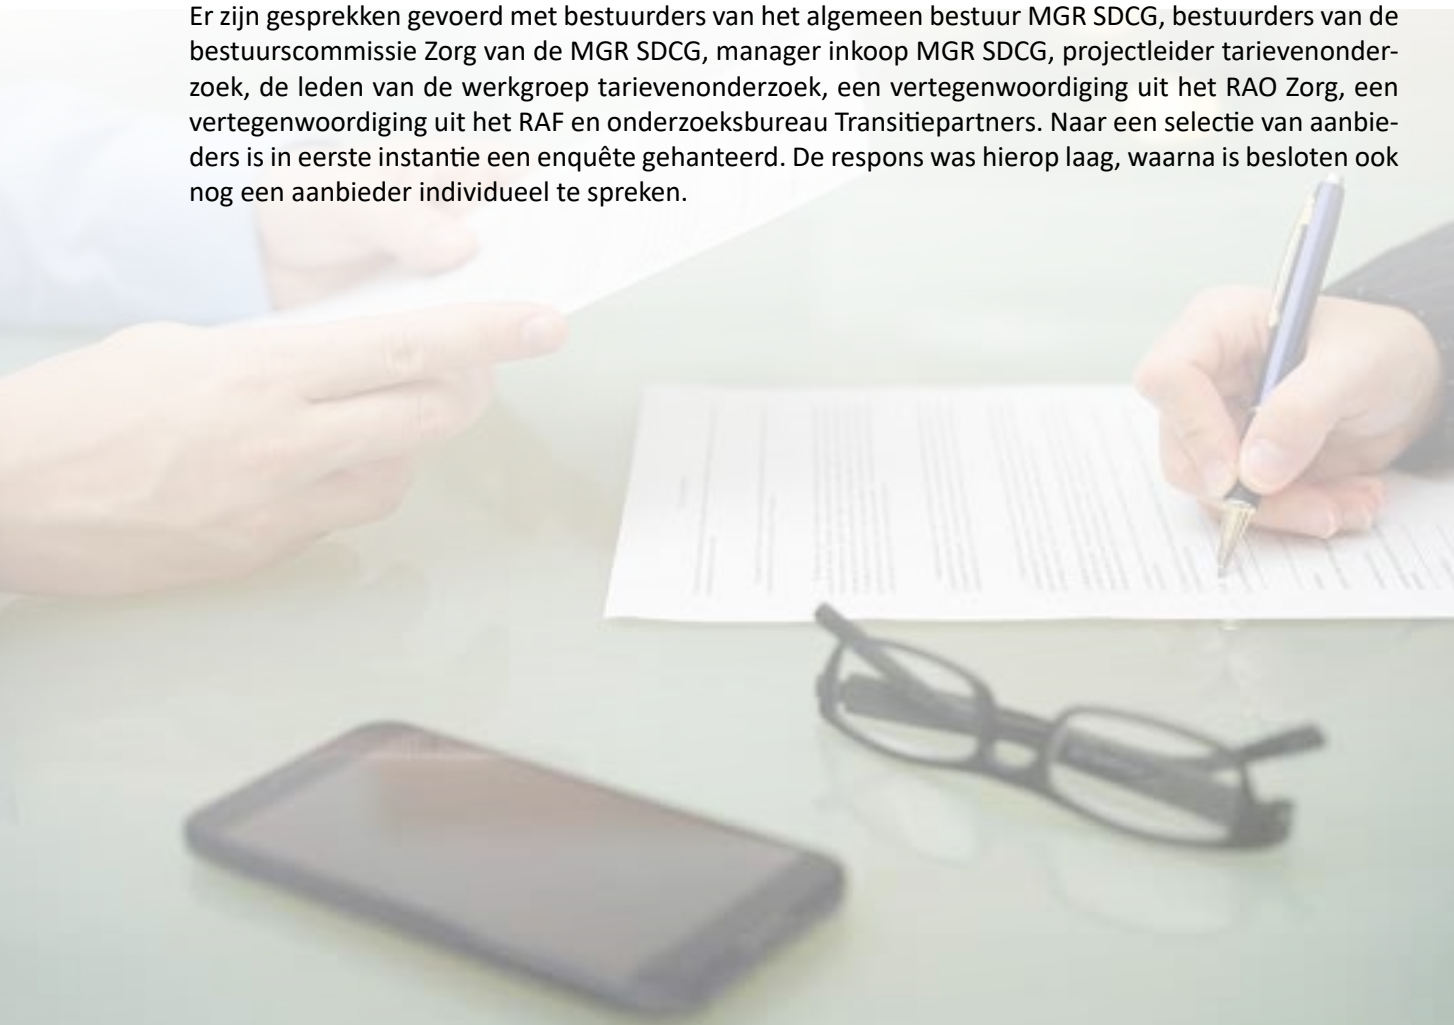 Er zijn gesprekken gevoerd met bestuurders van het algemeen bestuur MGR SDCG, bestuurders van de
bestuurscommissie Zorg van de MGR SDCG, manager inkoop MGR SDCG, projectleider tarievenonder-
zoek, de leden van de werkgroep tarievenonderzoek, een vertegenwoordiging uit het RAO Zorg, een
vertegenwoordiging uit het RAF en onderzoeksbureau Transitiepartners. Naar een selectie van aanbie-
ders is in eerste instantie een enquête gehanteerd. De respons was hierop laag, waarna is besloten ook
nog een aanbieder individueel te spreken.